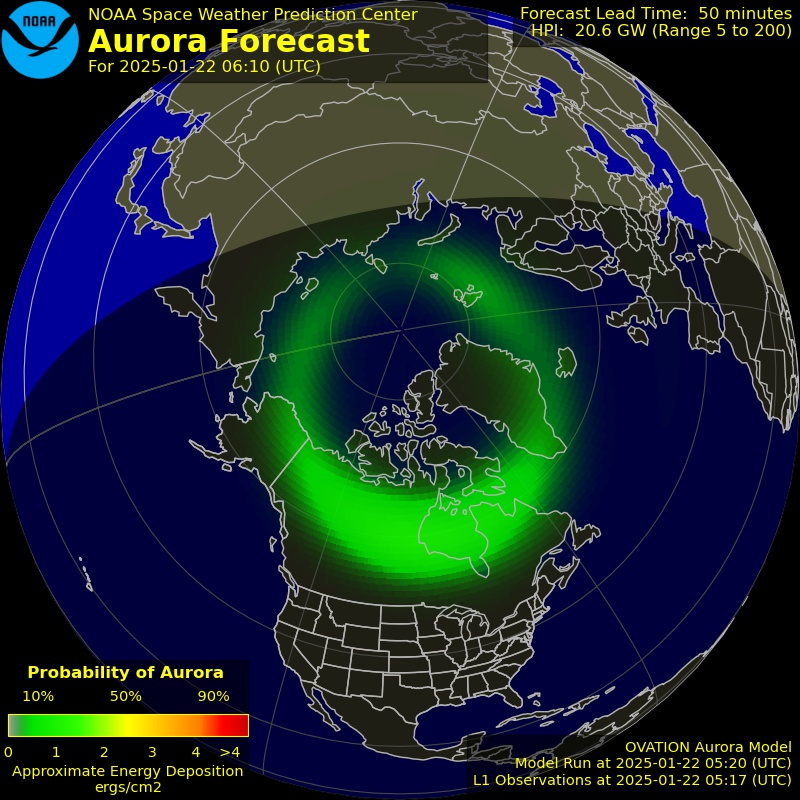 NOAA
NOAA Space Weather Prediction Center
Aurora Forecast
For 2025-01-22 06:10 (UTC)
Forecast Lead Time:  50 minutes
HPI:  20.6 GW (Range 5 to 200)
Probability of Aurora
10% 50% 90%
0 1 2 3 4 >4
Approximate Energy Deposition
ergs/cm2
OVATION Aurora Model
Model Run at 2025-01-22 05:20 (UTC)
L1 Observations at 2025-01-22 05:17 (UTC)